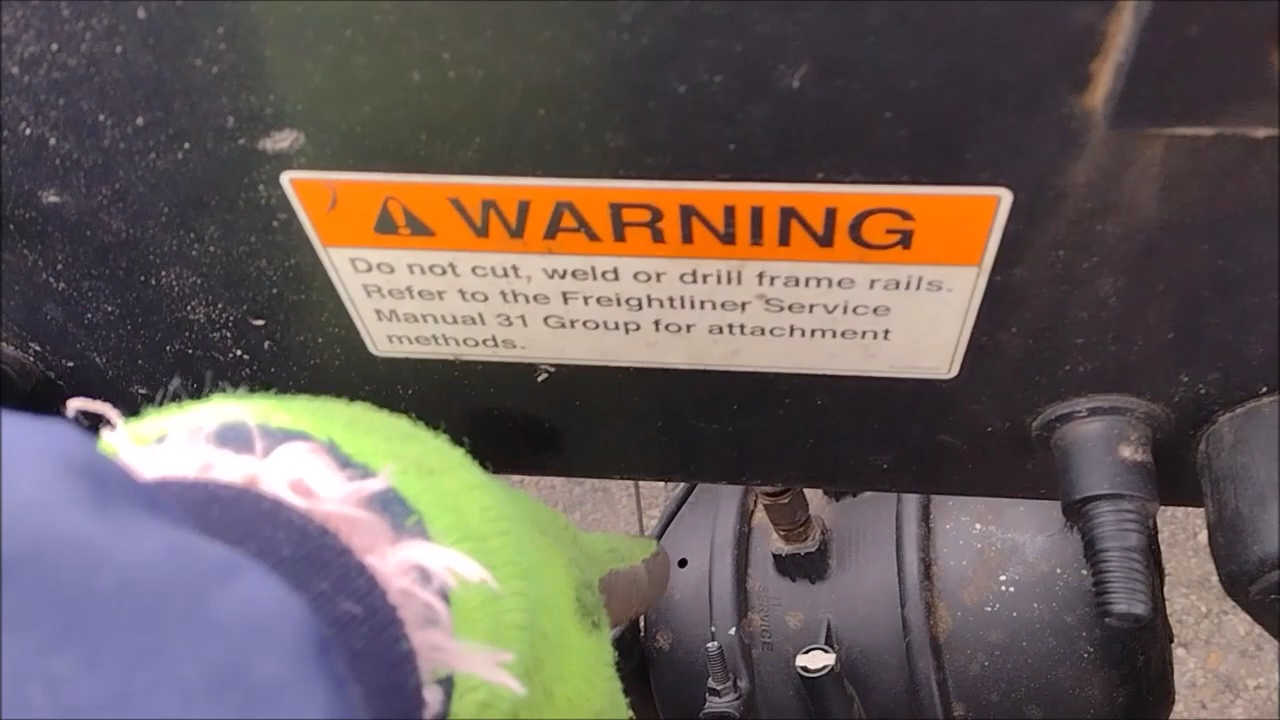 WARNING
Do not cut, weld or drill frame rails.
Refer to the Freightliner Service
Manual 31 Group for attachment
methods.
SERVICE